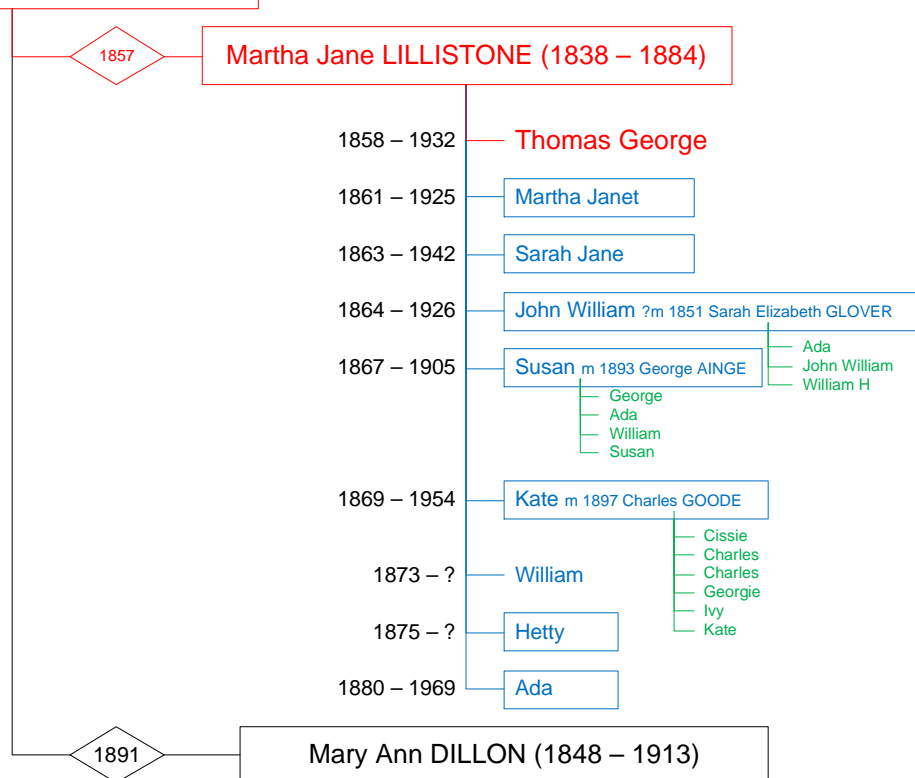 1857
Martha Jane LILLISTONE (1838 – 1884)
1858 – 1932 Thomas George
1861 – 1925 Martha Janet
1863 – 1942 Sarah Jane
1864 – 1926 John William ?m 1851 Sarah Elizabeth GLOVER
Ada
John William
William H
1867 – 1905 Susan m 1893 George AINGE
George
Ada
William
Susan
1869 – 1954 Kate m 1897 Charles GOODE
Cissie
Charles
Charles
Georgie
Ivy
Kate
1873 – ? William
1875 – ? Hetty
1880 – 1969 Ada
1891
Mary Ann DILLON (1848 – 1913)